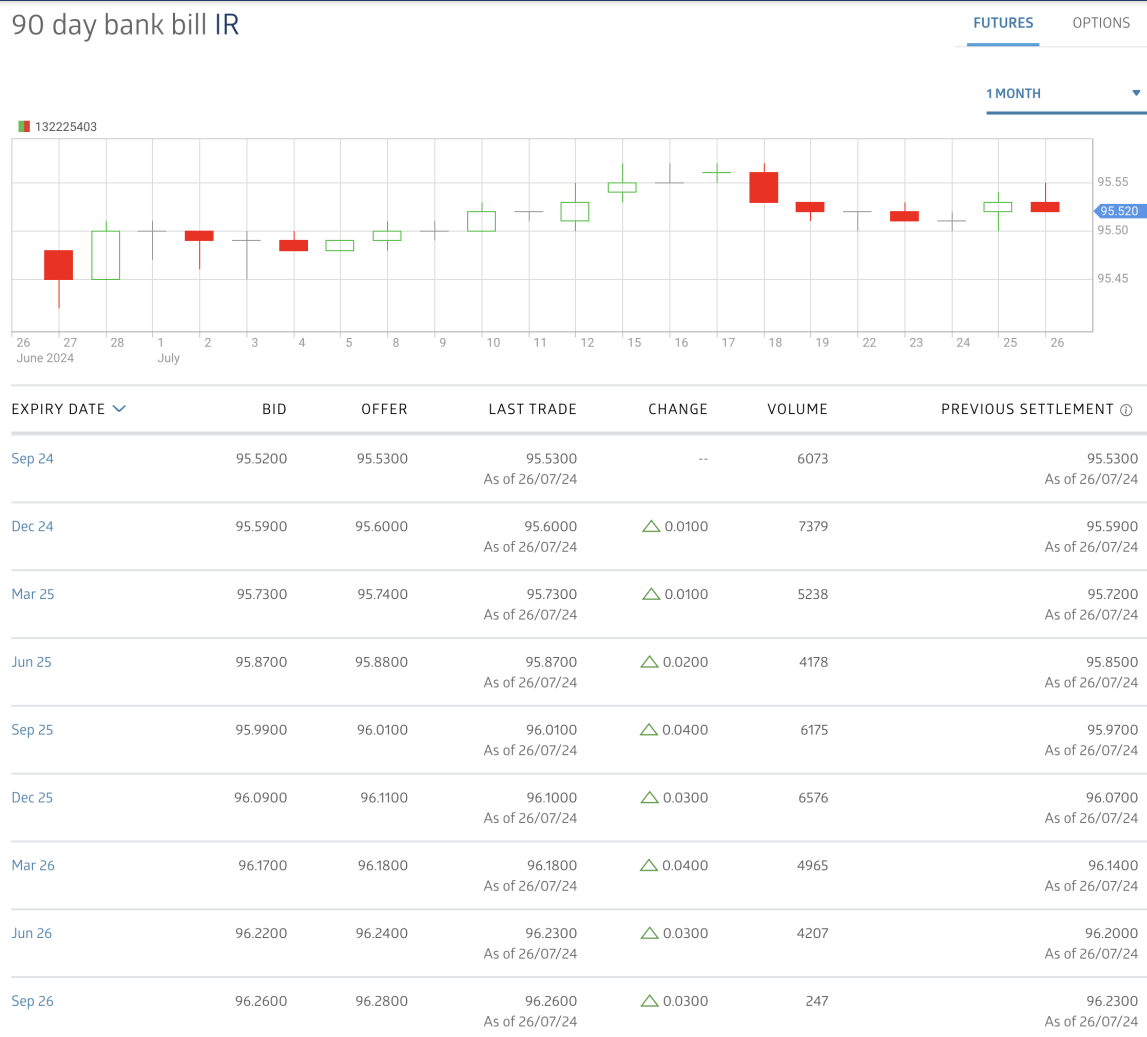 90 day bank bill IR
FUTURES OPTIONS
1 MONTH
132225403
95.55
95.520
95.50
95.45
26 27 28 1 2 3 4 5 8 9 10 11 12 15 16 17 18 19 22 23 24 25 26
June 2024 July
EXPIRY DATE BID OFFER LAST TRADE CHANGE VOLUME PREVIOUS SETTLEMENT
Sep 24 95.5200 95.5300 95.5300 -- 6073 95.5300
As of 26/07/24 As of 26/07/24
Dec 24 95.5900 95.6000 95.6000 0.0100 7379 95.5900
As of 26/07/24 As of 26/07/24
Mar 25 95.7300 95.7400 95.7300 0.0100 5238 95.7200
As of 26/07/24 As of 26/07/24
Jun 25 95.8700 95.8800 95.8700 0.0200 4178 95.8500
As of 26/07/24 As of 26/07/24
Sep 25 95.9900 96.0100 96.0100 0.0400 6175 95.9700
As of 26/07/24 As of 26/07/24
Dec 25 96.0900 96.1100 96.1000 0.0300 6576 96.0700
As of 26/07/24 As of 26/07/24
Mar 26 96.1700 96.1800 96.1800 0.0400 4965 96.1400
As of 26/07/24 As of 26/07/24
Jun 26 96.2200 96.2400 96.2300 0.0300 4207 96.2000
As of 26/07/24 As of 26/07/24
Sep 26 96.2600 96.2800 96.2600 0.0300 247 96.2300
As of 26/07/24 As of 26/07/24